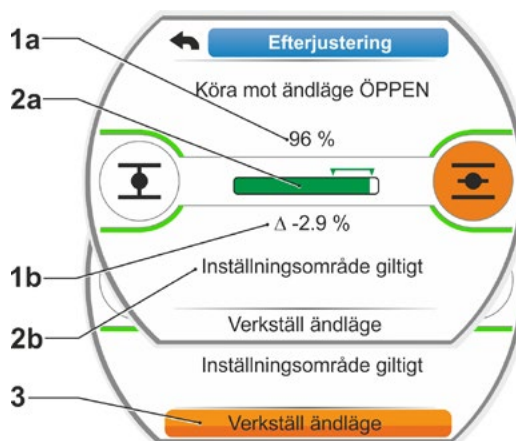 1a
Efterjustering
Köra mot ändläge ÖPPEN
2a
96 %
Δ -2.9 %
1b
Inställningsområde giltigt
2b
Verkställ ändläge
Inställningsområde giltigt
3
Verkställ ändläge